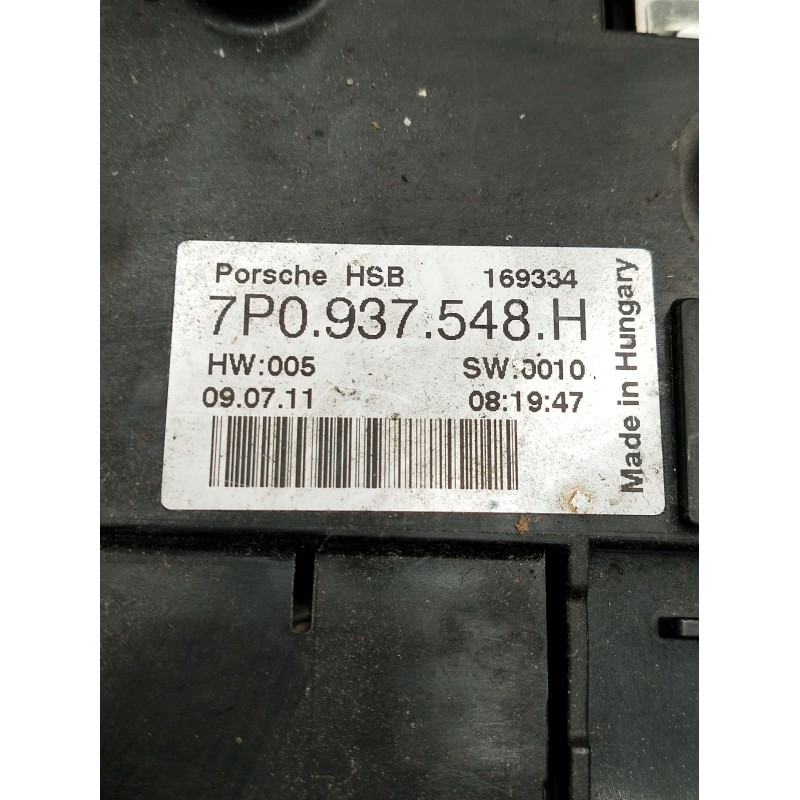 Porsche HSB 169334
7P0.937.548.H
HW:005 SW:0010
09.07.11 08:19:47
Made in Hungary